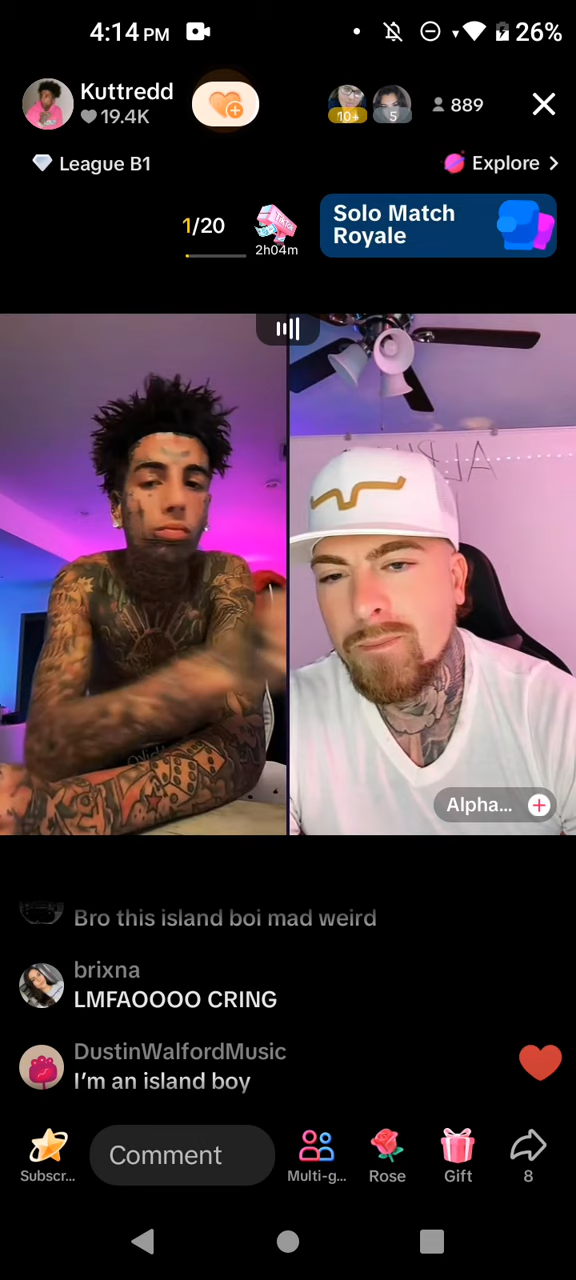 4:14 PM
26%
Kuttredd
19.4K
10+
5
889
League B1
Explore >
1/20
TikTok
2h04m
Solo Match
Royale
ALPH
Alpha...
Bro this island boi mad weird
brixna
LMFAOOOO CRING
DustinWalfordMusic
I'm an island boy
Subscr...
Comment
Multi-g...
Rose
Gift
8